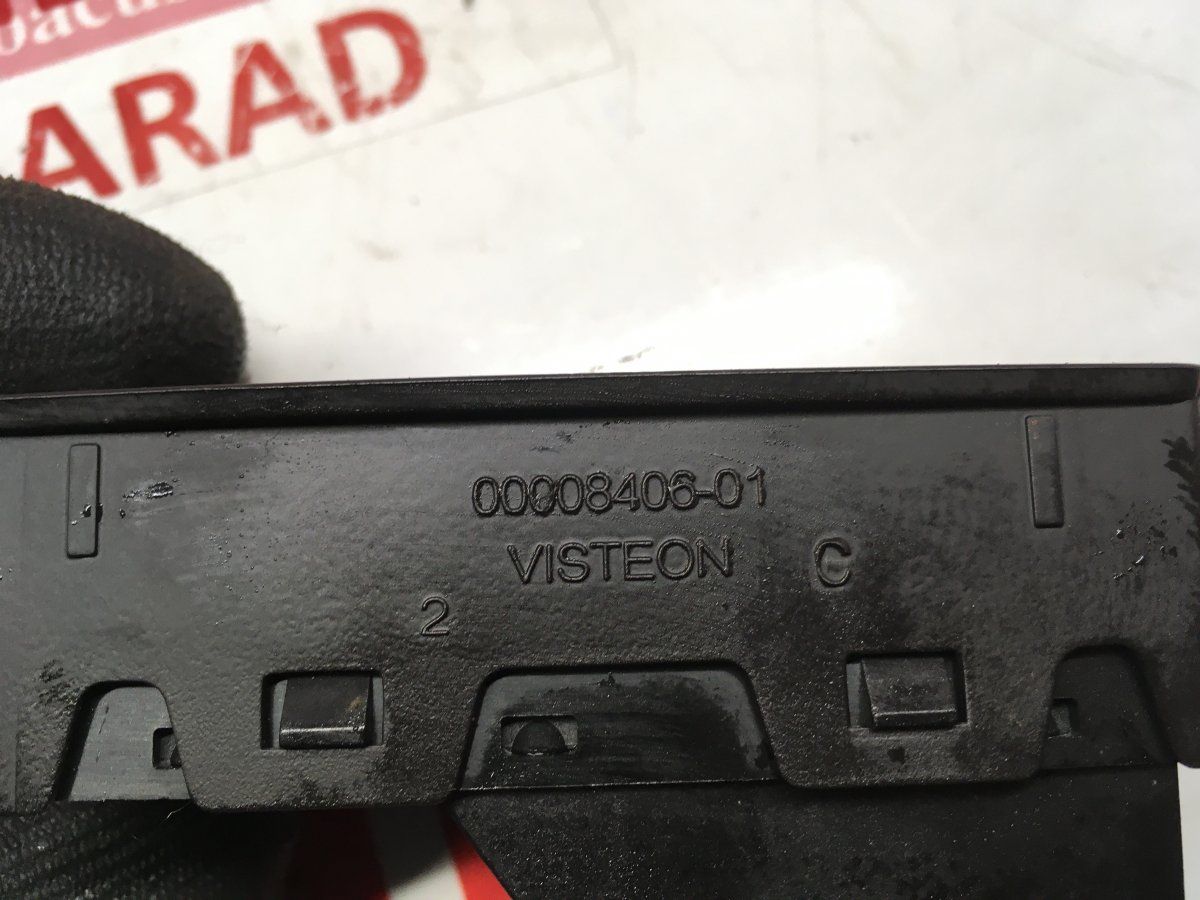 ARAD
00008406-01
VISTEON C
2